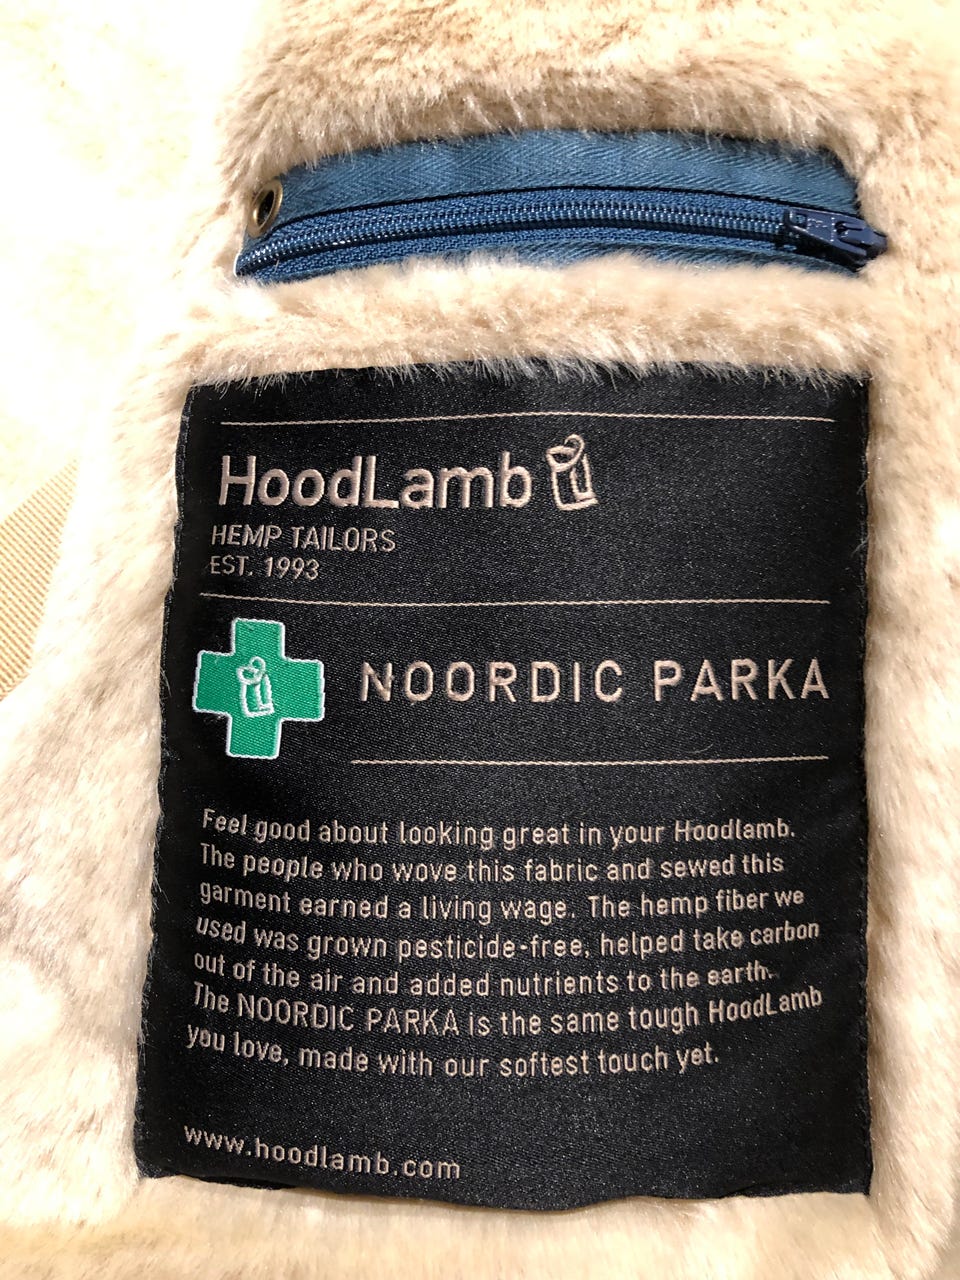 HoodLamb
HEMP TAILORS
EST. 1993
NOORDIC PARKA
Feel good about looking great in your Hoodlamb.
The people who wove this fabric and sewed this
garment earned a living wage. The hemp fiber we
used was grown pesticide-free, helped take carbon
out of the air and added nutrients to the earth.
The NOORDIC PARKA is the same tough HoodLamb
you love, made with our softest touch yet.
www.hoodlamb.com